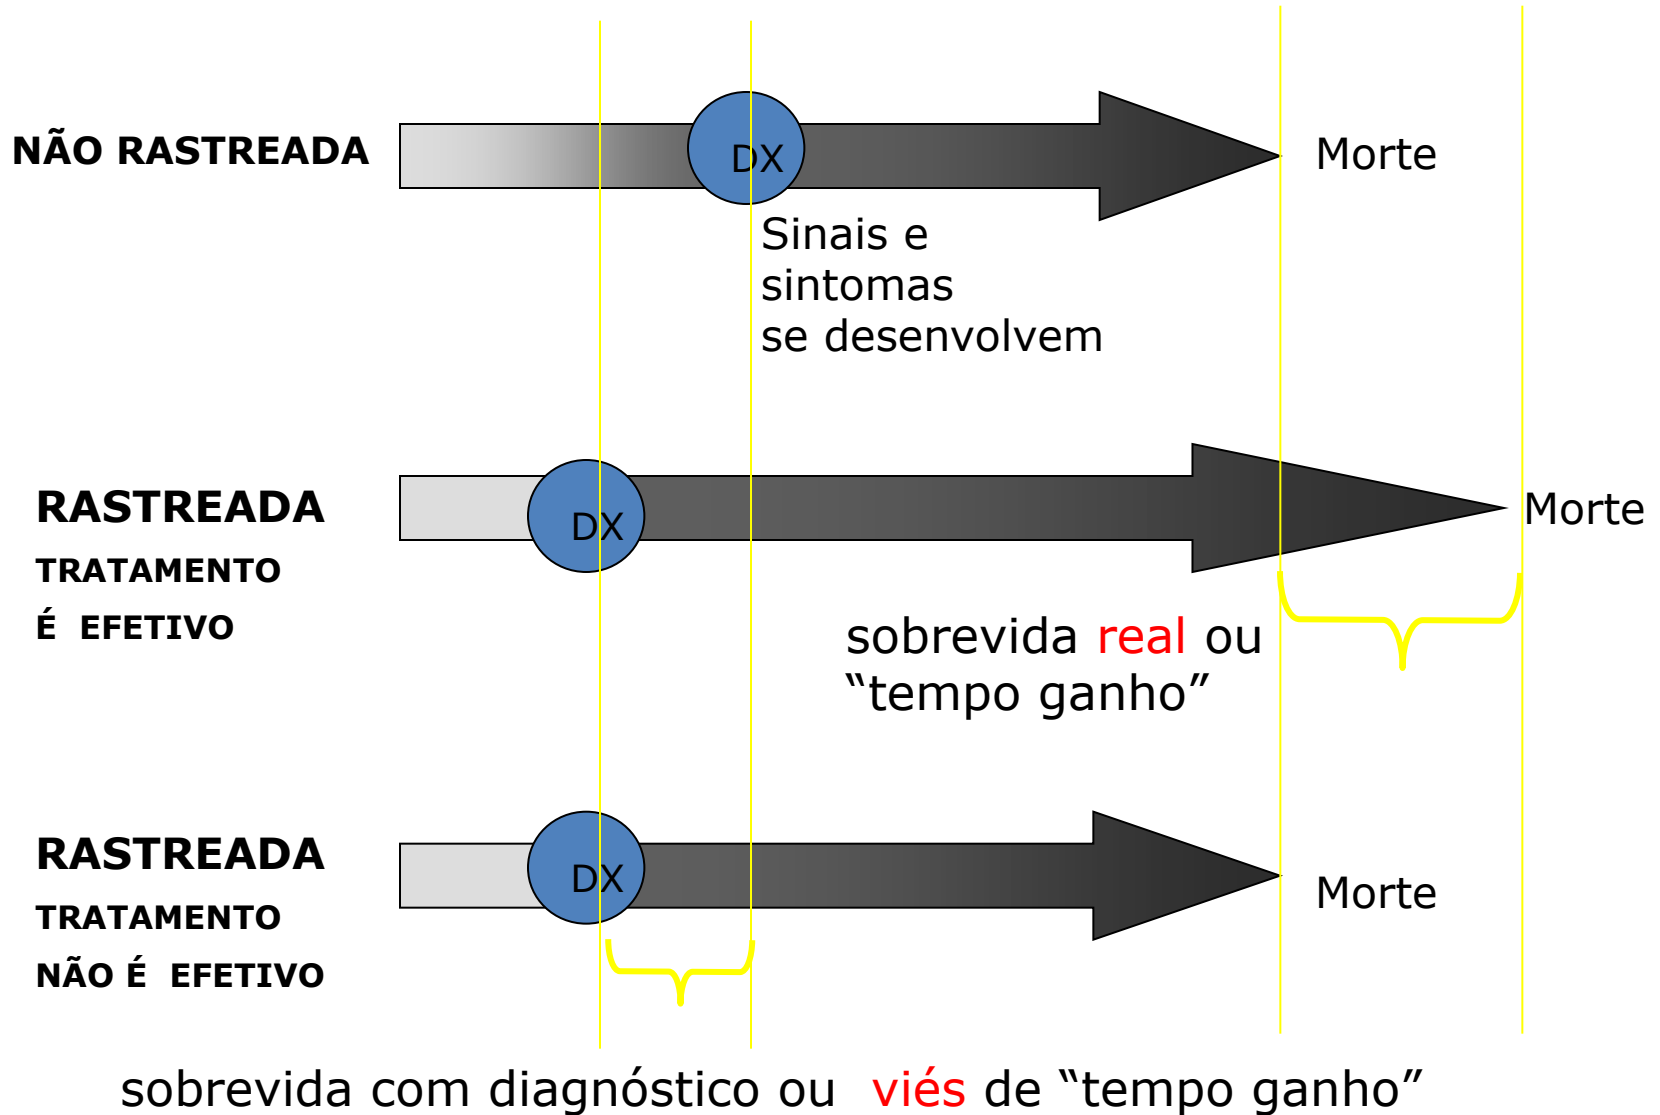 NÃO RASTREADA
DX
Morte
Sinais e
sintomas
se desenvolvem
RASTREADA
TRATAMENTO
É  EFETIVO
DX
Morte
sobrevida real ou
“tempo ganho”
RASTREADA
TRATAMENTO
NÃO É  EFETIVO
DX
Morte
sobrevida com diagnóstico ou  viés de “tempo ganho”